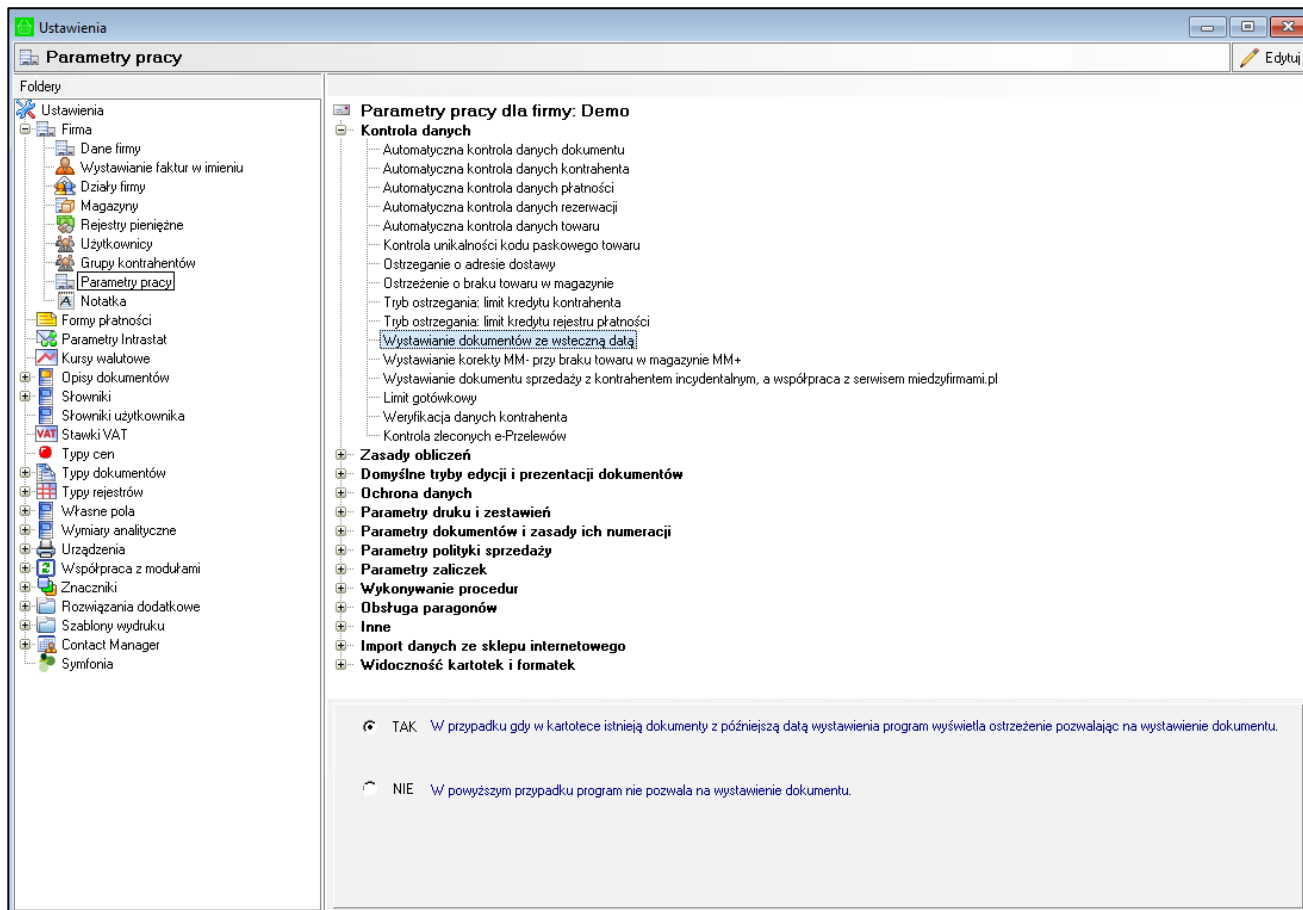 Ustawienia
Parametry pracy
Edytuj
Foldery
Ustawienia
Firma
Dane firmy
Wystawianie faktur w imieniu
Działy firmy
Magazyny
Rejestry pieniężne
Użytkownicy
Grupy kontrahentów
Parametry pracy
Notatka
Formy płatności
Parametry Intrastat
Kursy walutowe
Opisy dokumentów
Słowniki
Słowniki użytkownika
VAT Stawki VAT
Typy cen
Typy dokumentów
Typy rejestrów
Własne pola
Wymiary analityczne
Urządzenia
Współpraca z modułami
Znaczniki
Rozwiązania dodatkowe
Szablony wydruku
Contact Manager
Symfonia
Parametry pracy dla firmy: Demo
Kontrola danych
Automatyczna kontrola danych dokumentu
Automatyczna kontrola danych kontrahenta
Automatyczna kontrola danych płatności
Automatyczna kontrola danych rezerwacji
Automatyczna kontrola danych towaru
Kontrola unikalności kodu paskowego towaru
Ostrzeganie o adresie dostawy
Ostrzeżenie o braku towaru w magazynie
Tryb ostrzegania: limit kredytu kontrahenta
Tryb ostrzegania: limit kredytu rejestru płatności
Wystawianie dokumentów ze wsteczną datą
Wystawianie korekty MM- przy braku towaru w magazynie MM+
Wystawianie dokumentu sprzedaży z kontrahentem incydentalnym, a współpraca z serwisem miedzyfirmami.pl
Limit gotówkowy
Weryfikacja danych kontrahenta
Kontrola zleconych e-Przelewów
Zasady obliczeń
Domyślne tryby edycji i prezentacji dokumentów
Ochrona danych
Parametry druku i zestawień
Parametry dokumentów i zasady ich numeracji
Parametry polityki sprzedaży
Parametry zaliczek
Wykonywanie procedur
Obsługa paragonów
Inne
Import danych ze sklepu internetowego
Widoczność kartotek i formatek
TAK W przypadku gdy w kartotece istnieją dokumenty z późniejszą datą wystawienia program wyświetla ostrzeżenie pozwalając na wystawienie dokumentu.
NIE W powyższym przypadku program nie pozwala na wystawienie dokumentu.